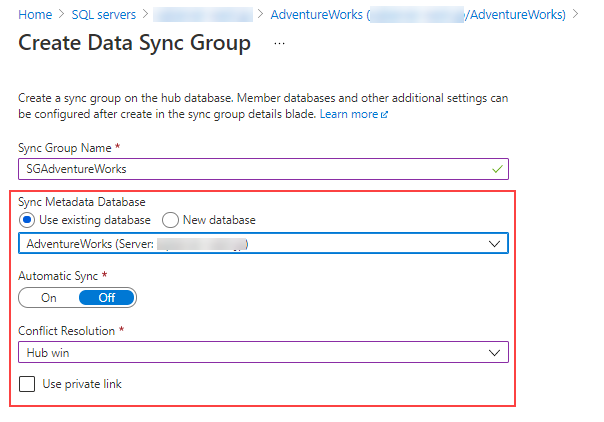 Home > SQL servers > > AdventureWorks ( /AdventureWorks) >
Create Data Sync Group ...
Create a sync group on the hub database. Member databases and other additional settings can
be configured after create in the sync group details blade. Learn more
Sync Group Name *
SGAdventureWorks
Sync Metadata Database
Use existing database New database
AdventureWorks (Server: )
Automatic Sync *
On Off
Conflict Resolution *
Hub win
Use private link